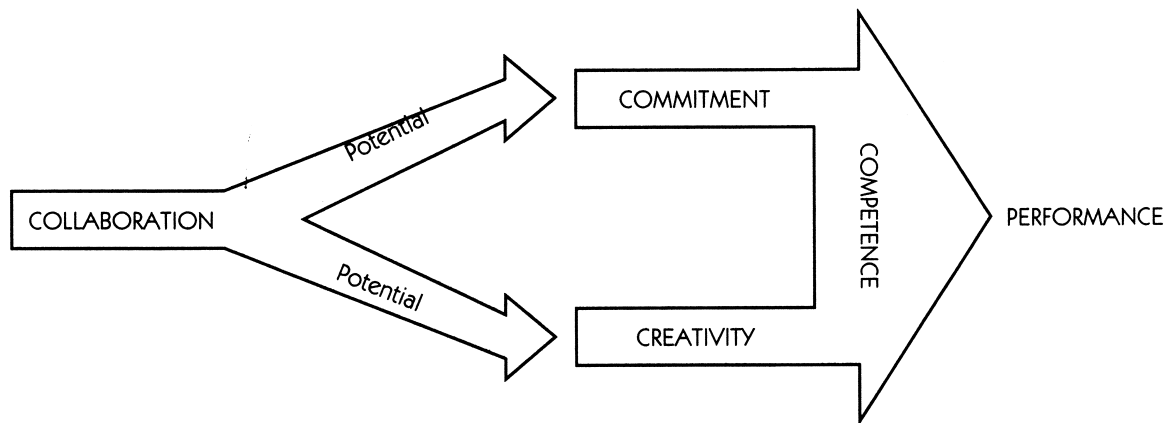 COLLABORATION
Potential
Potential
COMMITMENT
CREATIVITY
COMPETENCE
PERFORMANCE